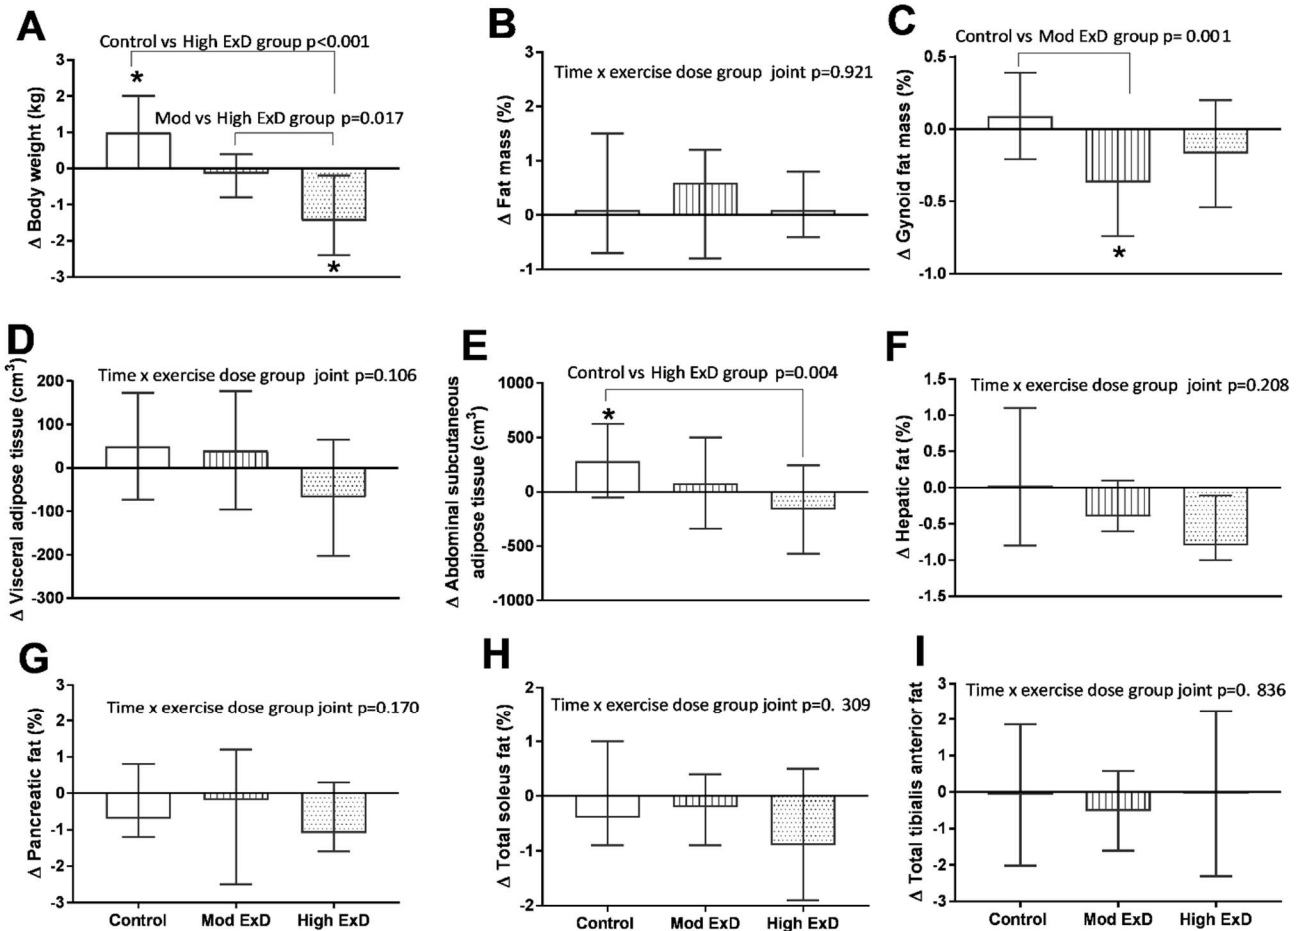 A
Control vs High ExD group p<0.001
Δ Body weight (kg)
3
*
2
Mod vs High ExD group p=0.017
1
0
-1
-2
*
-3
B
Δ Fat mass (%)
3
Time x exercise dose group joint p=0.921
2
1
0
-1
C
Control vs Mod ExD group p= 0.001
Δ Gynoid fat mass (%)
0.5
0.0
-0.5
*
-1.0
D
Δ Visceral adipose tissue (cm3)
200
Time x exercise dose group joint p=0.106
100
0
-100
-200
-300
E
Control vs High ExD group p=0.004
Δ Abdominal subcutaneous
adipose tissue (cm3)
1000
*
500
0
-500
-1000
F
Δ Hepatic fat (%)
1.5
Time x exercise dose group joint p=0.208
1.0
0.5
0.0
-0.5
-1.0
-1.5
G
Δ Pancreatic fat (%)
3
Time x exercise dose group joint p=0.170
2
1
0
-1
-2
-3
Control Mod ExD High ExD
H
Δ Total soleus fat (%)
2
Time x exercise dose group joint p=0. 309
1
0
-1
-2
Control Mod ExD High ExD
I
Δ Total tibialis anterior fat
3
Time x exercise dose group joint p=0. 836
2
1
0
-1
-2
-3
Control Mod ExD High ExD